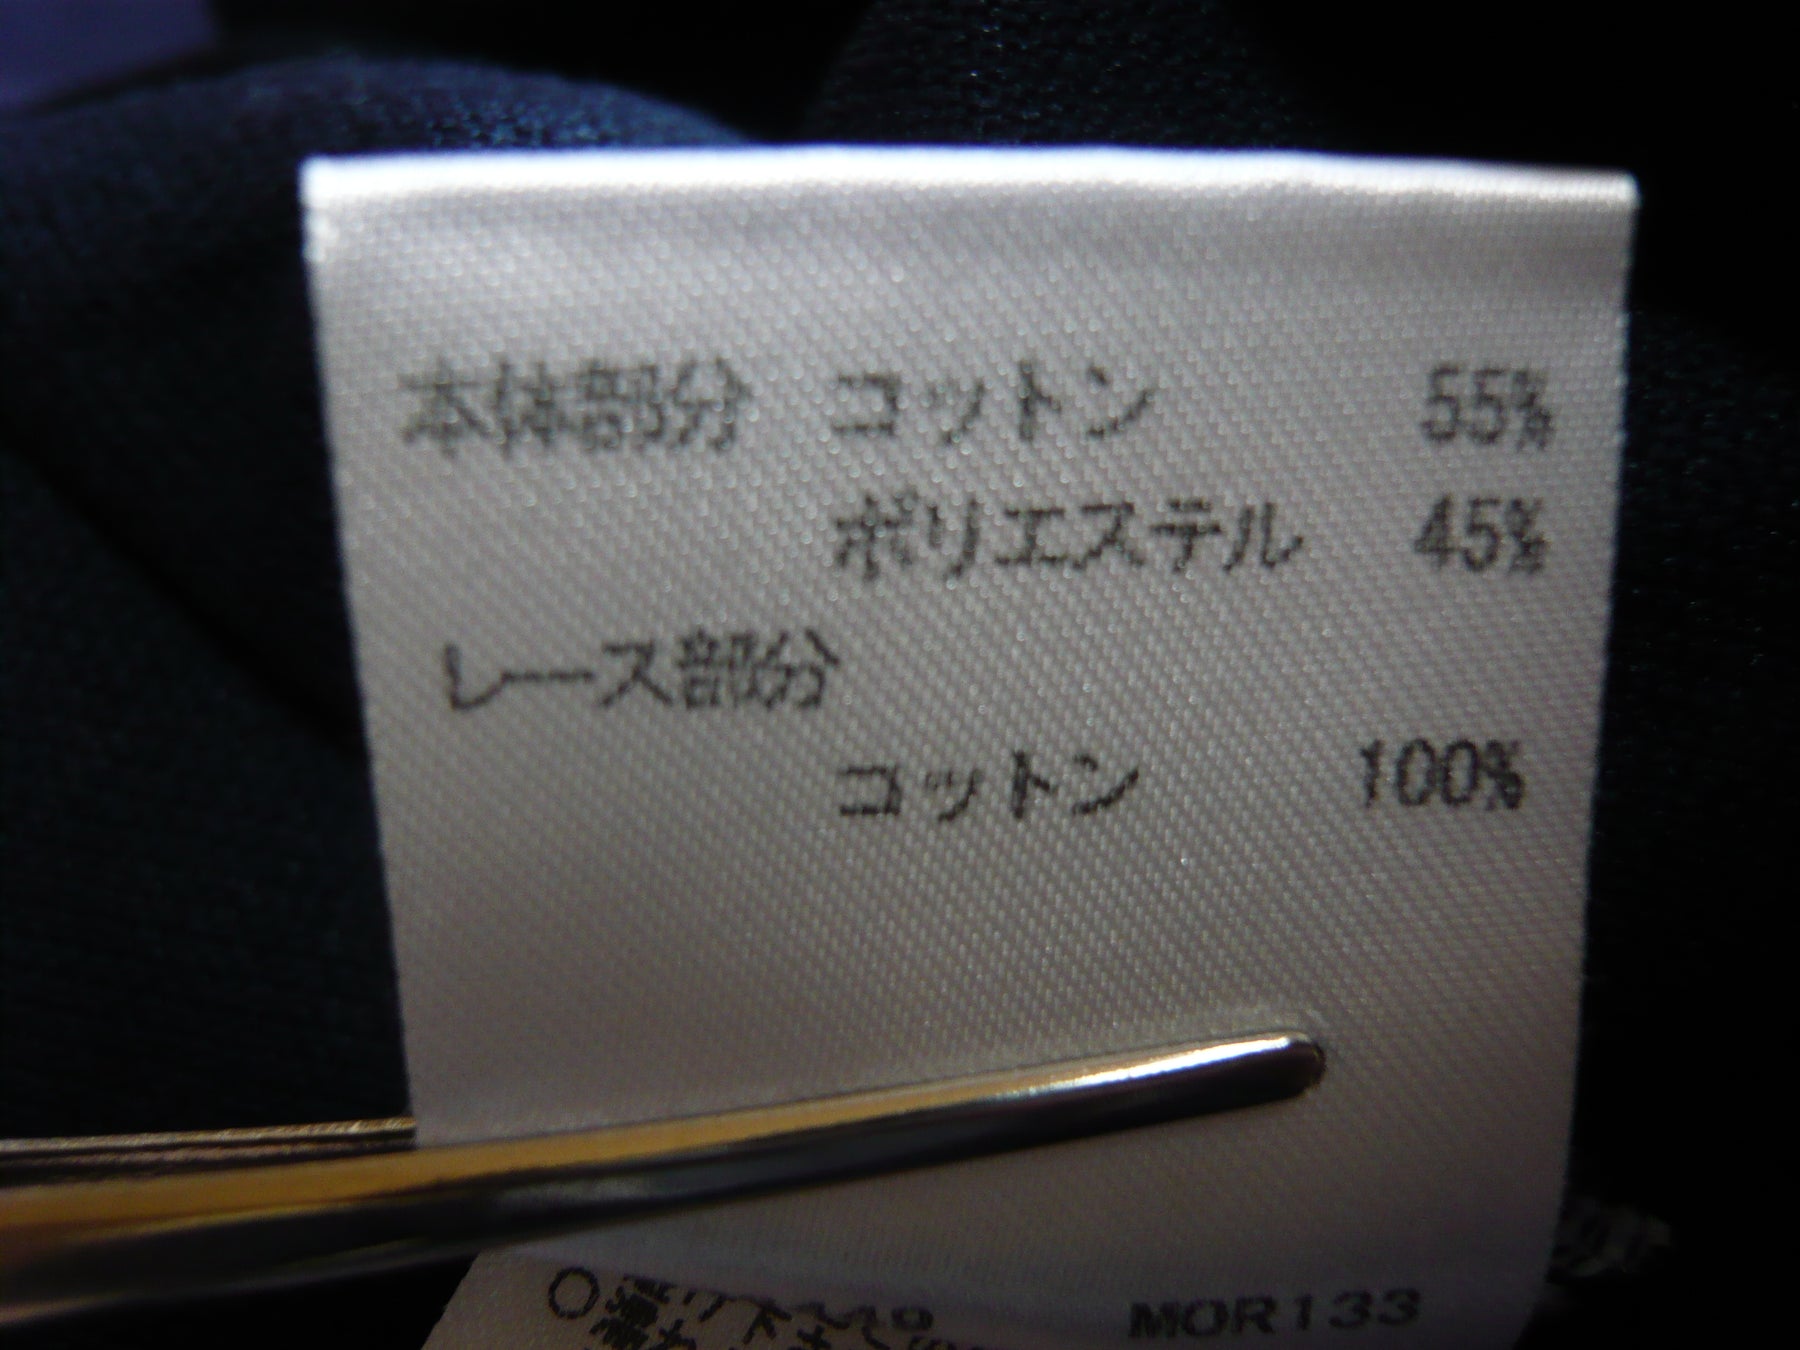 本体部分 コットン 55%
ポリエステル 45%
レース部分
コットン 100%
MOR133